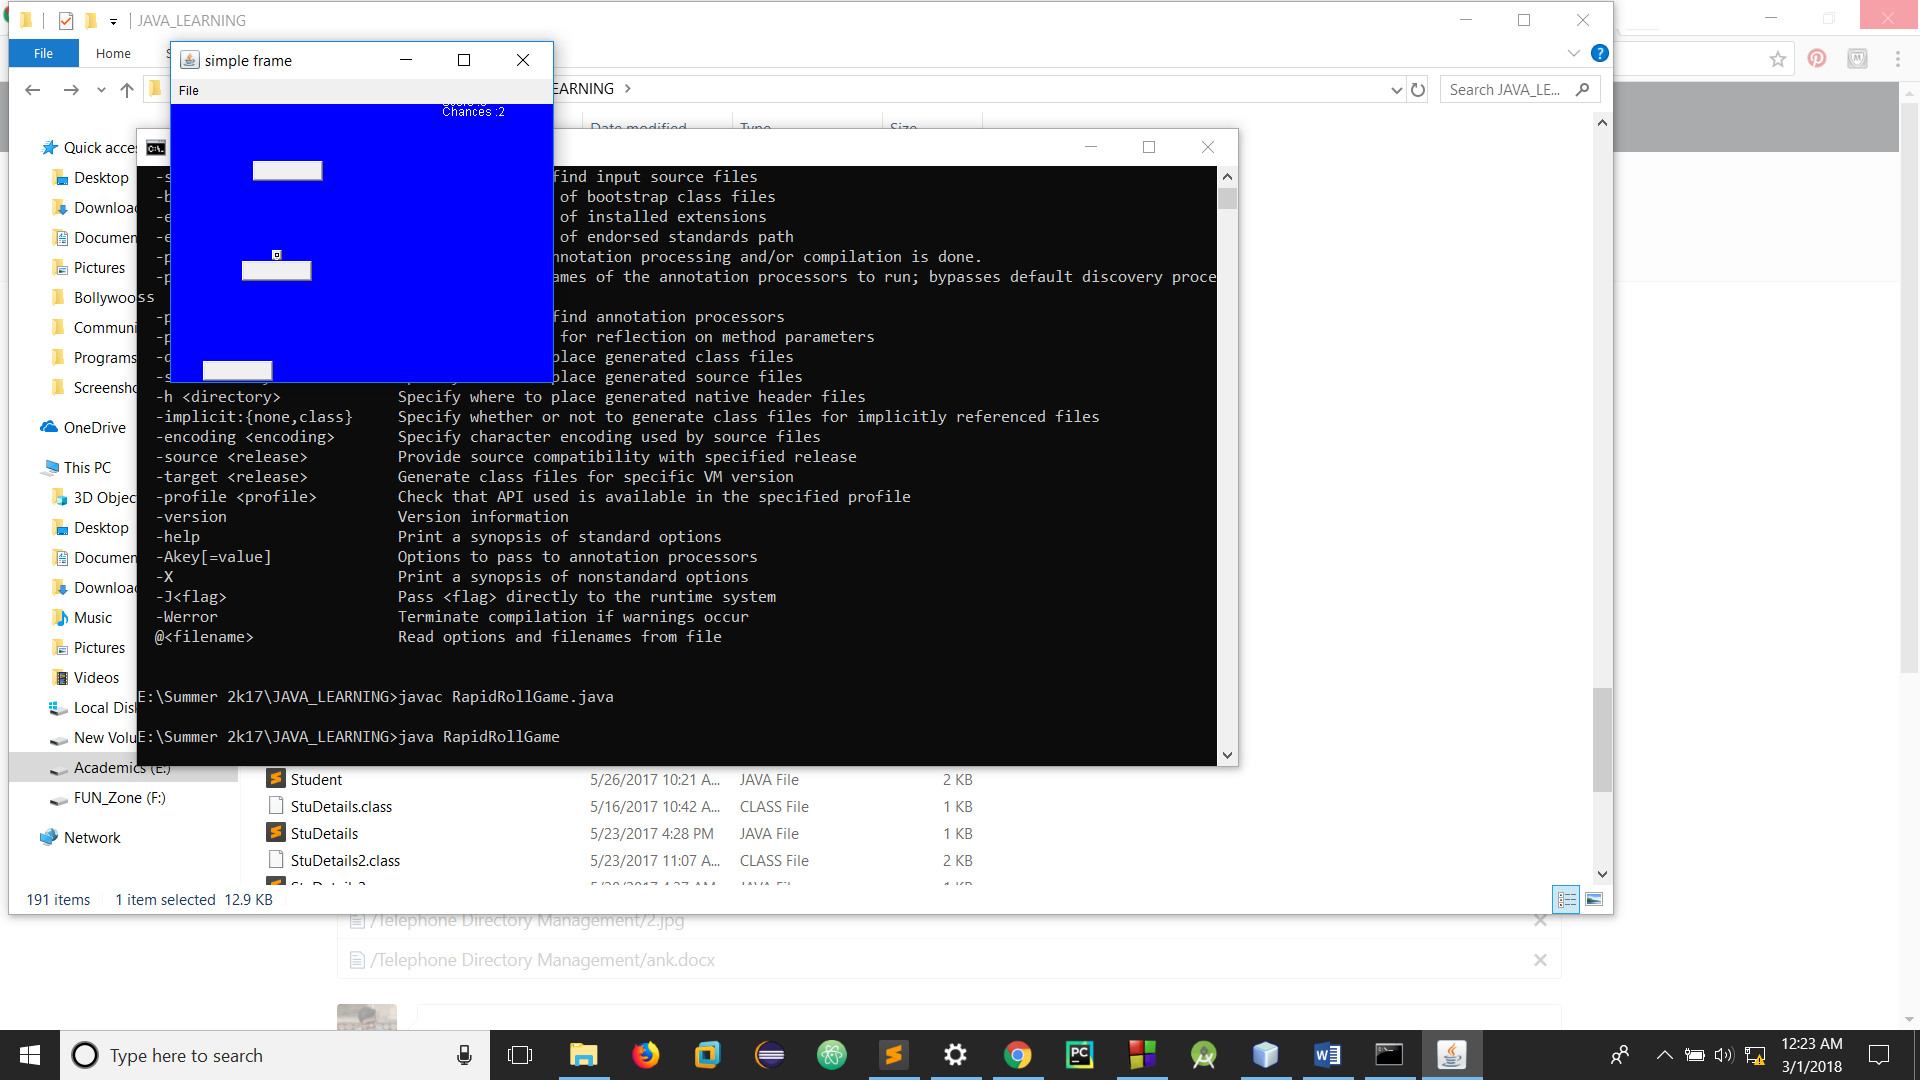 JAVA_LEARNING
File
Home
simple frame
File
EARNING
Search JAVA_LE...
Chances :2
Date modified
Type
Size
Quick acce
Desktop
Downloa
Documen
Pictures
Bollywoo
Communi
Programs
Screensho
OneDrive
This PC
3D Objec
Desktop
Documen
Downloa
Music
Pictures
Videos
Local Disk
New Volu
Academics (E:)
FUN_Zone (F:)
Network
find input source files
of bootstrap class files
of installed extensions
of endorsed standards path
notation processing and/or compilation is done.
ames of the annotation processors to run; bypasses default discovery proce
ss
find annotation processors
for reflection on method parameters
place generated class files
place generated source files
-h <directory> Specify where to place generated native header files
-implicit:{none,class} Specify whether or not to generate class files for implicitly referenced files
-encoding <encoding> Specify character encoding used by source files
-source <release> Provide source compatibility with specified release
-target <release> Generate class files for specific VM version
-profile <profile> Check that API used is available in the specified profile
-version Version information
-help Print a synopsis of standard options
-Akey[=value] Options to pass to annotation processors
-X Print a synopsis of nonstandard options
-J<flag> Pass <flag> directly to the runtime system
-Werror Terminate compilation if warnings occur
@<filename> Read options and filenames from file
E:\Summer 2k17\JAVA_LEARNING>javac RapidRollGame.java
E:\Summer 2k17\JAVA_LEARNING>java RapidRollGame
Student 5/26/2017 10:21 A... JAVA File 2 KB
StuDetails.class 5/16/2017 10:42 A... CLASS File 1 KB
StuDetails 5/23/2017 4:28 PM JAVA File 1 KB
StuDetails2.class 5/23/2017 11:07 A... CLASS File 2 KB
191 items 1 item selected 12.9 KB
/Telephone Directory Management/2.jpg
/Telephone Directory Management/ank.docx
Type here to search
12:23 AM
3/1/2018